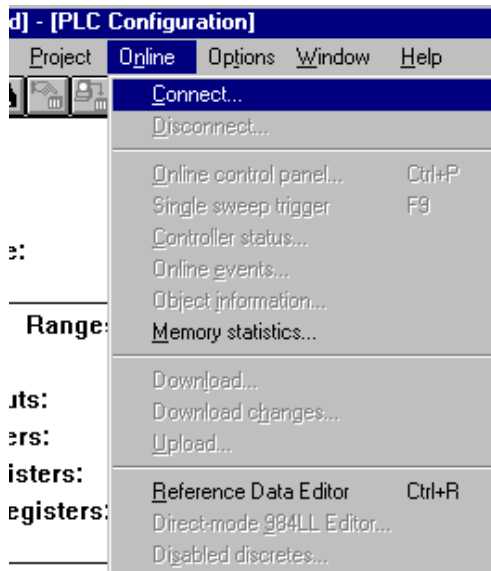 d] - [PLC Configuration]
Project Online Options Window Help
Connect...
Disconnect...
Online control panel... Ctrl+P
Single sweep trigger F9
Controller status...
e:
Online events...
Object information...
Range:
Memory statistics...
Download...
uts:
Download changes...
ers:
Upload...
isters:
Reference Data Editor Ctrl+R
egisters:
Direct-mode 984LL Editor...
Disabled discretes...